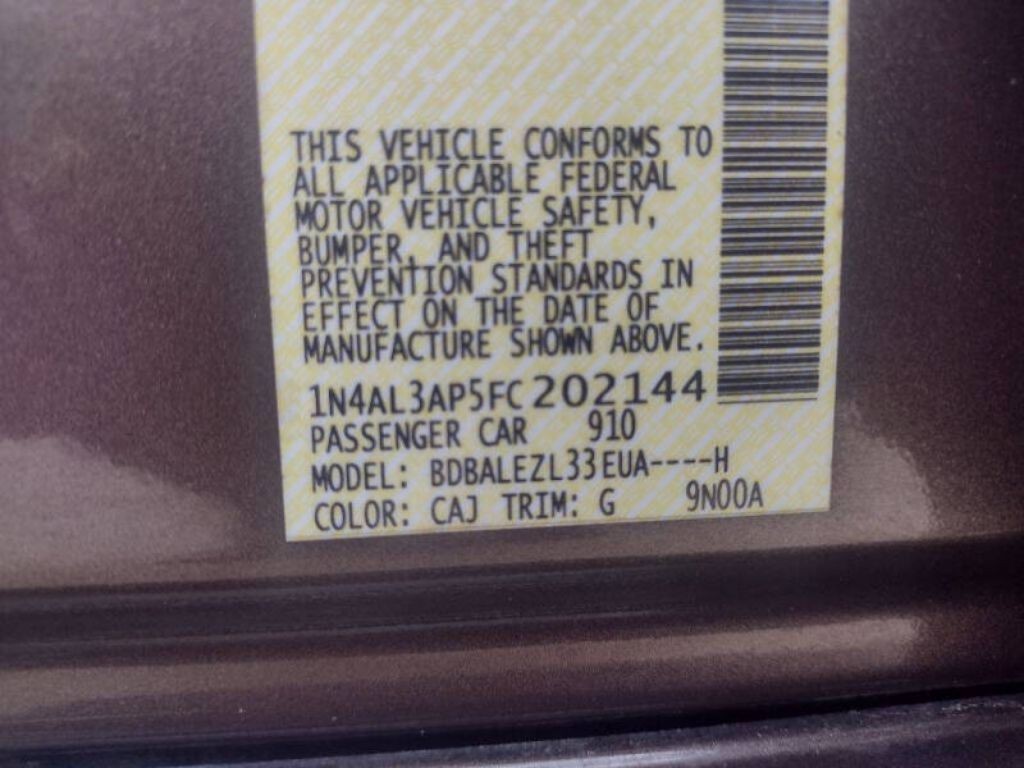 THIS VEHICLE CONFORMS TO
ALL APPLICABLE FEDERAL
MOTOR VEHICLE SAFETY,
BUMPER, AND THEFT
PREVENTION STANDARDS IN
EFFECT ON THE DATE OF
MANUFACTURE SHOWN ABOVE.
1N4AL3AP5FC202144
PASSENGER CAR 910
MODEL: BDBALEZL33EUA----H
COLOR: CAJ TRIM: G 9N00A